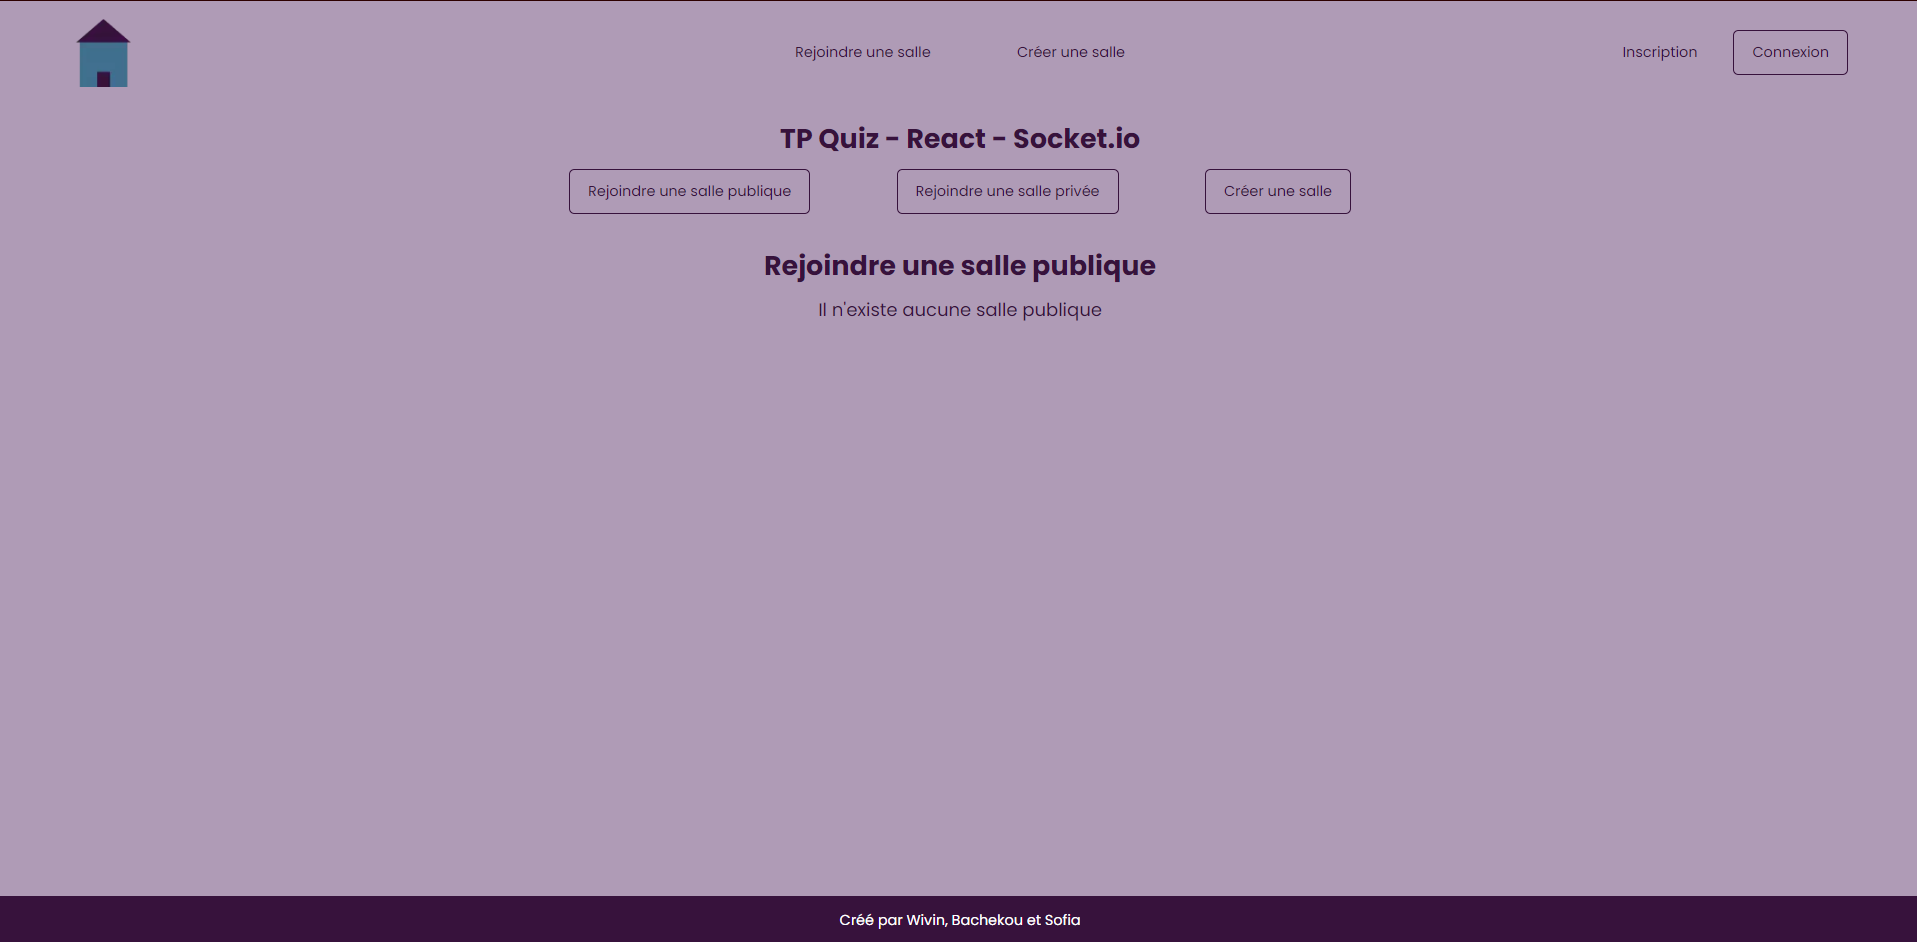 Rejoindre une salle
Créer une salle
Inscription
Connexion
TP Quiz - React - Socket.io
Rejoindre une salle publique
Rejoindre une salle privée
Créer une salle
Rejoindre une salle publique
Il n'existe aucune salle publique
Créé par Wivin, Bachekou et Sofia